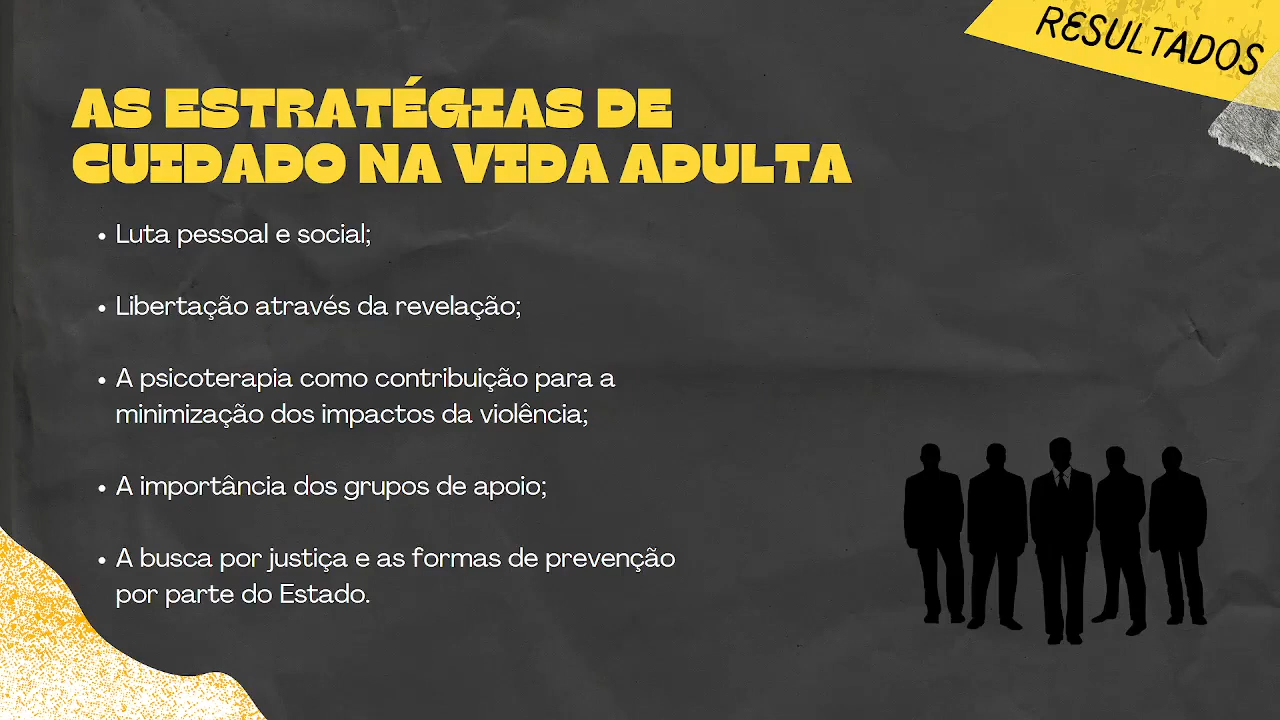 RESULTADOS
AS ESTRATÉGIAS DE
CUIDADO NA VIDA ADULTA
• Luta pessoal e social;
• Libertação através da revelação;
• A psicoterapia como contribuição para a
minimização dos impactos da violência;
• A importância dos grupos de apoio;
• A busca por justiça e as formas de prevenção
por parte do Estado.